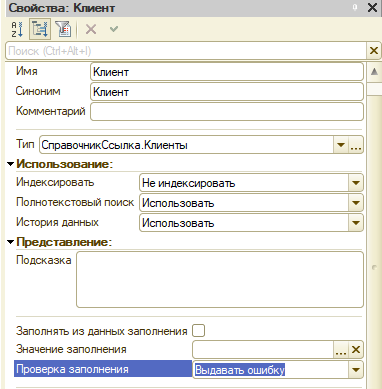 Свойства: Клиент
Поиск (Ctrl+Alt+I)
Имя Клиент
Синоним Клиент
Комментарий
Тип СправочникСсылка.Клиенты
Использование:
Индексировать Не индексировать
Полнотекстовый поиск Использовать
История данных Использовать
Представление:
Подсказка
Заполнять из данных заполнения
Значение заполнения
Проверка заполнения Выдавать ошибку